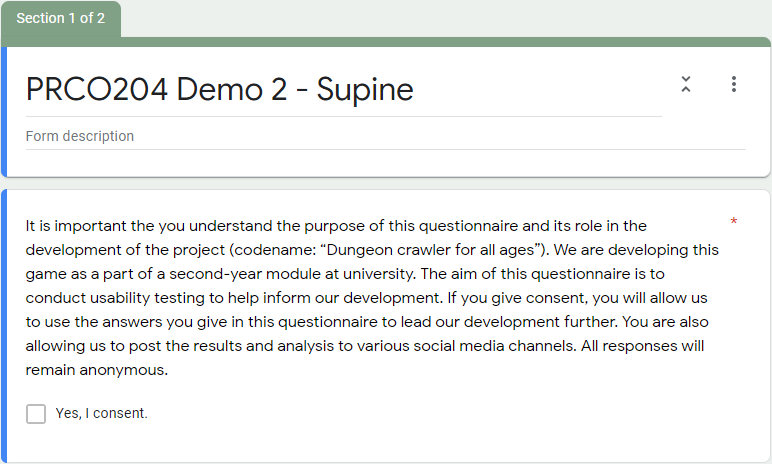 Section 1 of 2
PRCO204 Demo 2 - Supine
Form description
It is important the you understand the purpose of this questionnaire and its role in the *
development of the project (codename: “Dungeon crawler for all ages”). We are developing this
game as a part of a second-year module at university. The aim of this questionnaire is to
conduct usability testing to help inform our development. If you give consent, you will allow us
to use the answers you give in this questionnaire to lead our development further. You are also
allowing us to post the results and analysis to various social media channels. All responses will
remain anonymous.
Yes, I consent.